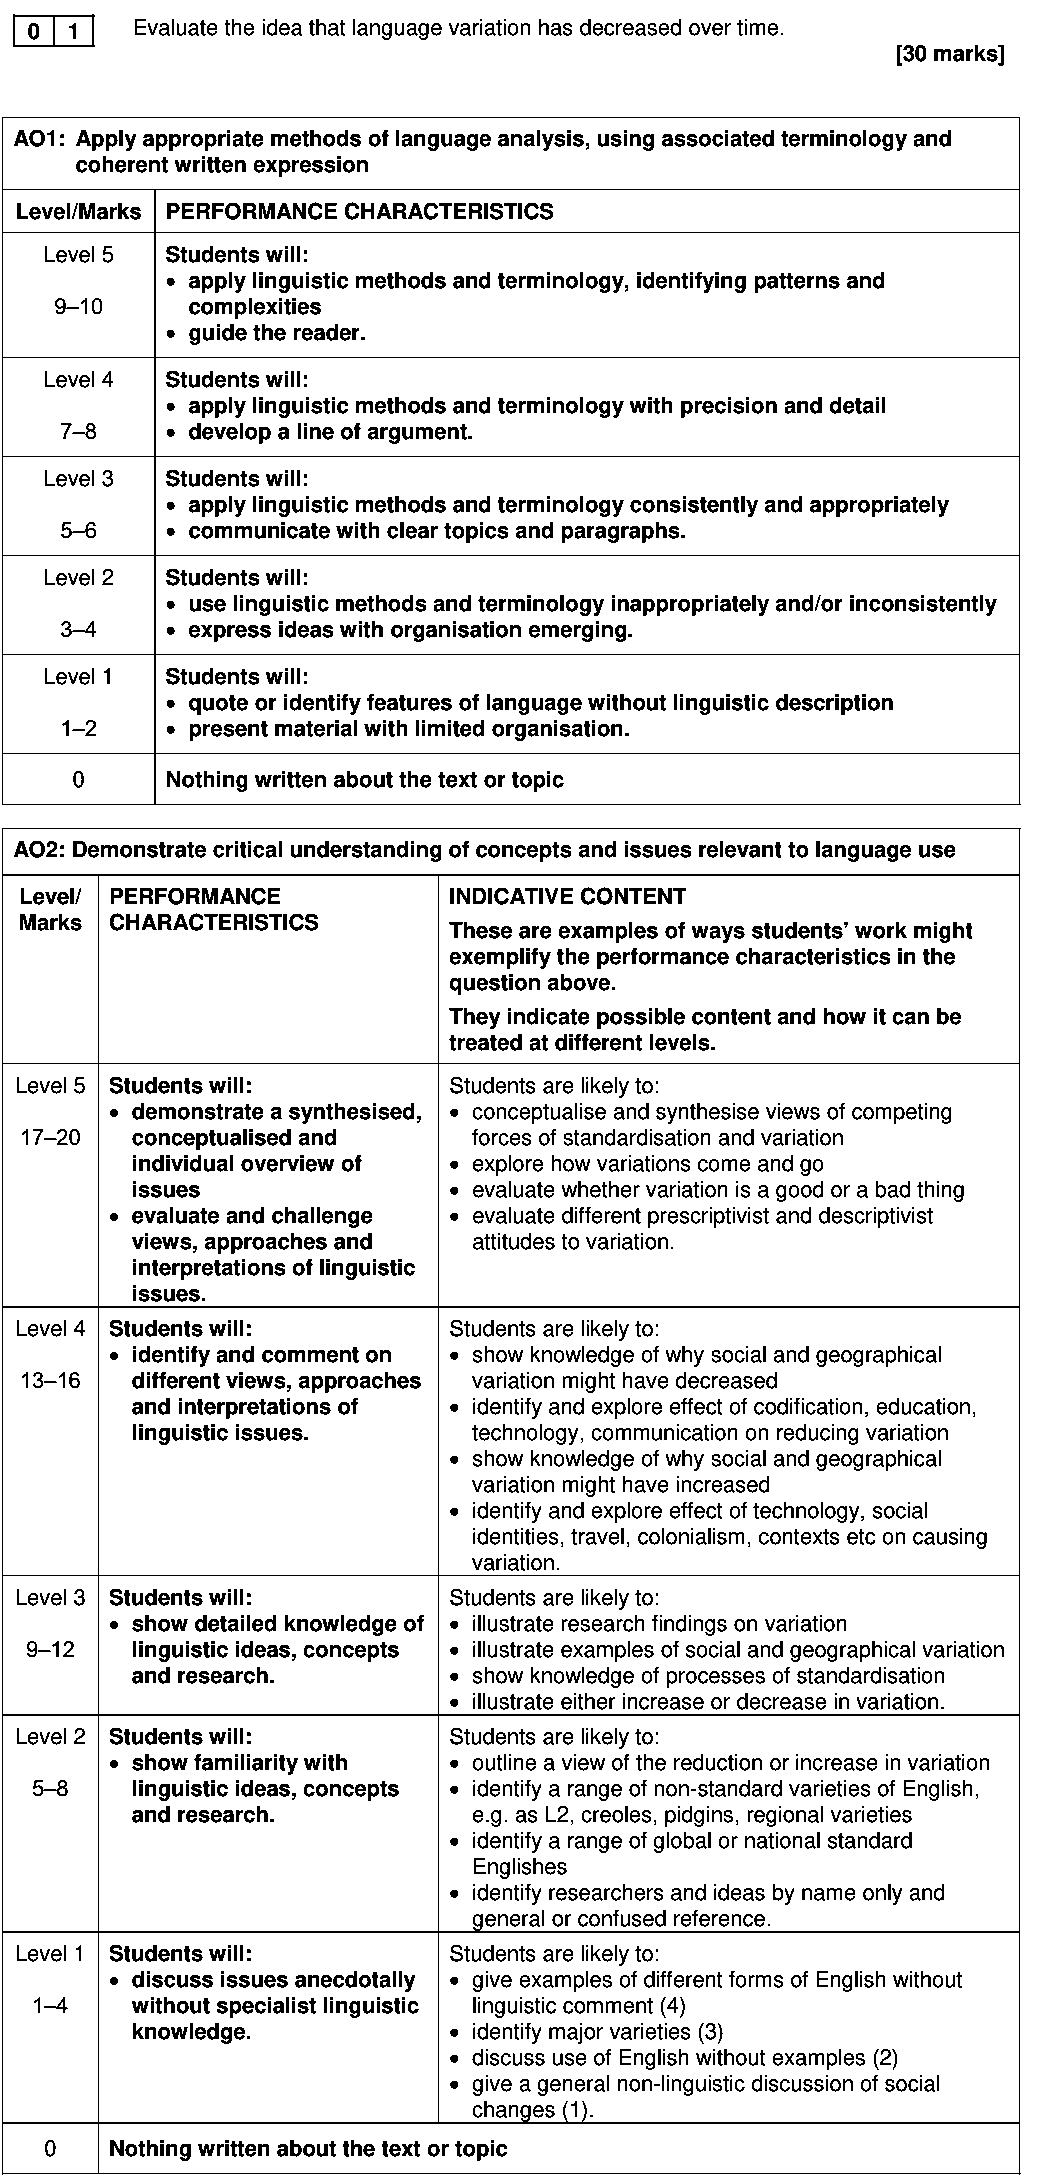 0 1 Evaluate the idea that language variation has decreased over time.
[30 marks]
AO1: Apply appropriate methods of language analysis, using associated terminology and
coherent written expression
Level/Marks PERFORMANCE CHARACTERISTICS
Level 5 Students will:
• apply linguistic methods and terminology, identifying patterns and
9–10 complexities
• guide the reader.
Level 4 Students will:
• apply linguistic methods and terminology with precision and detail
7–8 • develop a line of argument.
Level 3 Students will:
• apply linguistic methods and terminology consistently and appropriately
5–6 • communicate with clear topics and paragraphs.
Level 2 Students will:
• use linguistic methods and terminology inappropriately and/or inconsistently
3–4 • express ideas with organisation emerging.
Level 1 Students will:
• quote or identify features of language without linguistic description
1–2 • present material with limited organisation.
0 Nothing written about the text or topic
AO2: Demonstrate critical understanding of concepts and issues relevant to language use
Level/
Marks
PERFORMANCE
CHARACTERISTICS
INDICATIVE CONTENT
These are examples of ways students' work might
exemplify the performance characteristics in the
question above.
They indicate possible content and how it can be
treated at different levels.
Level 5
17–20
Students will:
• demonstrate a synthesised,
conceptualised and
individual overview of
issues
• evaluate and challenge
views, approaches and
interpretations of linguistic
issues.
Students are likely to:
• conceptualise and synthesise views of competing
forces of standardisation and variation
• explore how variations come and go
• evaluate whether variation is a good or a bad thing
• evaluate different prescriptivist and descriptivist
attitudes to variation.
Level 4
13–16
Students will:
• identify and comment on
different views, approaches
and interpretations of
linguistic issues.
Students are likely to:
• show knowledge of why social and geographical
variation might have decreased
• identify and explore effect of codification, education,
technology, communication on reducing variation
• show knowledge of why social and geographical
variation might have increased
• identify and explore effect of technology, social
identities, travel, colonialism, contexts etc on causing
variation.
Level 3
9–12
Students will:
• show detailed knowledge of
linguistic ideas, concepts
and research.
Students are likely to:
• illustrate research findings on variation
• illustrate examples of social and geographical variation
• show knowledge of processes of standardisation
• illustrate either increase or decrease in variation.
Level 2
5–8
Students will:
• show familiarity with
linguistic ideas, concepts
and research.
Students are likely to:
• outline a view of the reduction or increase in variation
• identify a range of non-standard varieties of English,
e.g. as L2, creoles, pidgins, regional varieties
• identify a range of global or national standard
Englishes
• identify researchers and ideas by name only and
general or confused reference.
Level 1
1–4
Students will:
• discuss issues anecdotally
without specialist linguistic
knowledge.
Students are likely to:
• give examples of different forms of English without
linguistic comment (4)
• identify major varieties (3)
• discuss use of English without examples (2)
• give a general non-linguistic discussion of social
changes (1).
0 Nothing written about the text or topic